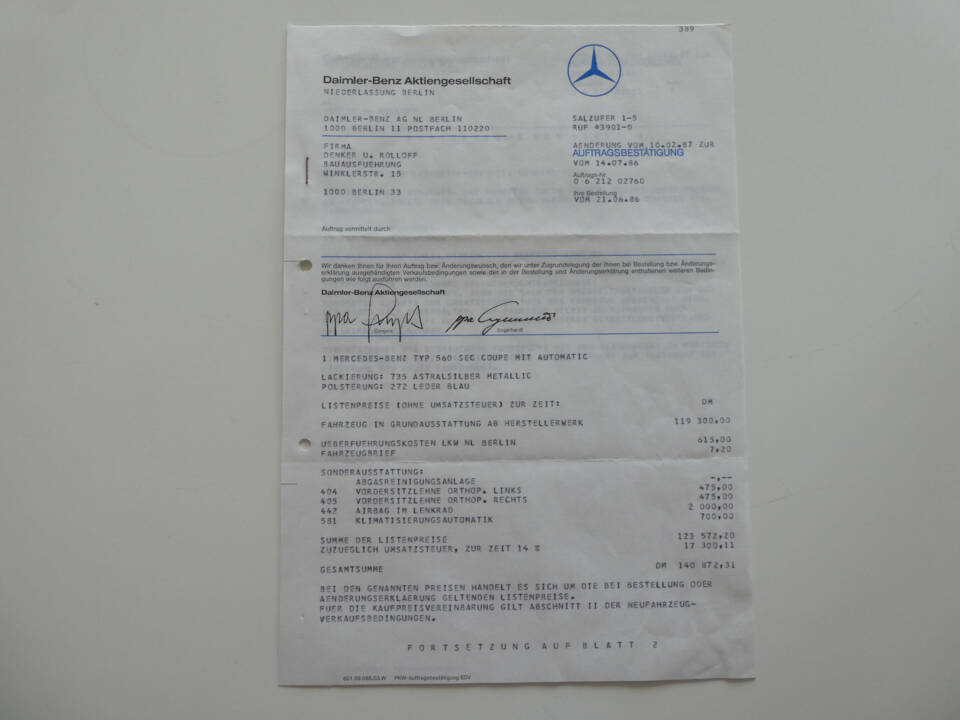 389
Daimler-Benz Aktiengesellschaft
NIEDERLASSUNG BERLIN
DAIMLER-BENZ AG NL BERLIN
1000 BERLIN 11 POSTFACH 110220
SALZUFER 1-5
RUF *3901-0
FIRMA
DENKER U. ROLLOFF
BAUAUSFUEHRUNG
WINKLERSTR. 15
1000 BERLIN 33
AENDERUNG VOM 10.02.87 ZUR
AUFTRAGSBESTÄTIGUNG
VOM 14.07.86
Auftrags-Nr.
0 6 212 02760
Ihre Bestellung
VOM 21.06.86
Auftrag vermittelt durch
Wir danken Ihnen für Ihren Auftrag bzw. Änderungswunsch, den wir unter Zugrundelegung der Ihnen bei Bestellung bzw. Änderungs-
erklärung ausgehändigten Verkaufsbedingungen sowie den in der Bestellung und Änderungserklärung enthaltenen weiteren Bedin-
gungen wie folgt ausführen werden.
Daimler-Benz Aktiengesellschaft
ppa
ppa
Engelhardt
1 MERCEDES-BENZ TYP 560 SEC COUPE MIT AUTOMATIC
LACKIERUNG: 735 ASTRALSILBER METALLIC
POLSTERUNG: 272 LEDER BLAU
LISTENPREISE (OHNE UMSATZSTEUER) ZUR ZEIT: DM
FAHRZEUG IN GRUNDAUSSTATTUNG AB HERSTELLERWERK 119 300,00
UEBERFUEHRUNGSKOSTEN LKW NL BERLIN 615,00
FAHRZEUGBRIEF 7,20
SONDERAUSSTATTUNG:
ABGASREINIGUNGSANLAGE -,--
404 VORDERSITZLEHNE ORTHOP. LINKS 475,00
405 VORDERSITZLEHNE ORTHOP. RECHTS 475,00
442 AIRBAG IM LENKRAD 2 000,00
581 KLIMATISIERUNGSAUTOMATIK 700,00
SUMME DER LISTENPREISE 123 572,20
ZUZUEGLICH UMSATZSTEUER, ZUR ZEIT 14 % 17 300,11
GESAMTSUMME DM 140 872,31
BEI DEN GENANNTEN PREISEN HANDELT ES SICH UM DIE BEI BESTELLUNG ODER
AENDERUNGSERKLAERUNG GELTENDEN LISTENPREISE.
FUER DIE KAUFPREISVEREINBARUNG GILT ABSCHNITT II DER NEUFAHRZEUG-
VERKAUFSBEDINGUNGEN.
FORTSETZUNG AUF BLATT 2
PKW-Auftragsbestätigung EDV